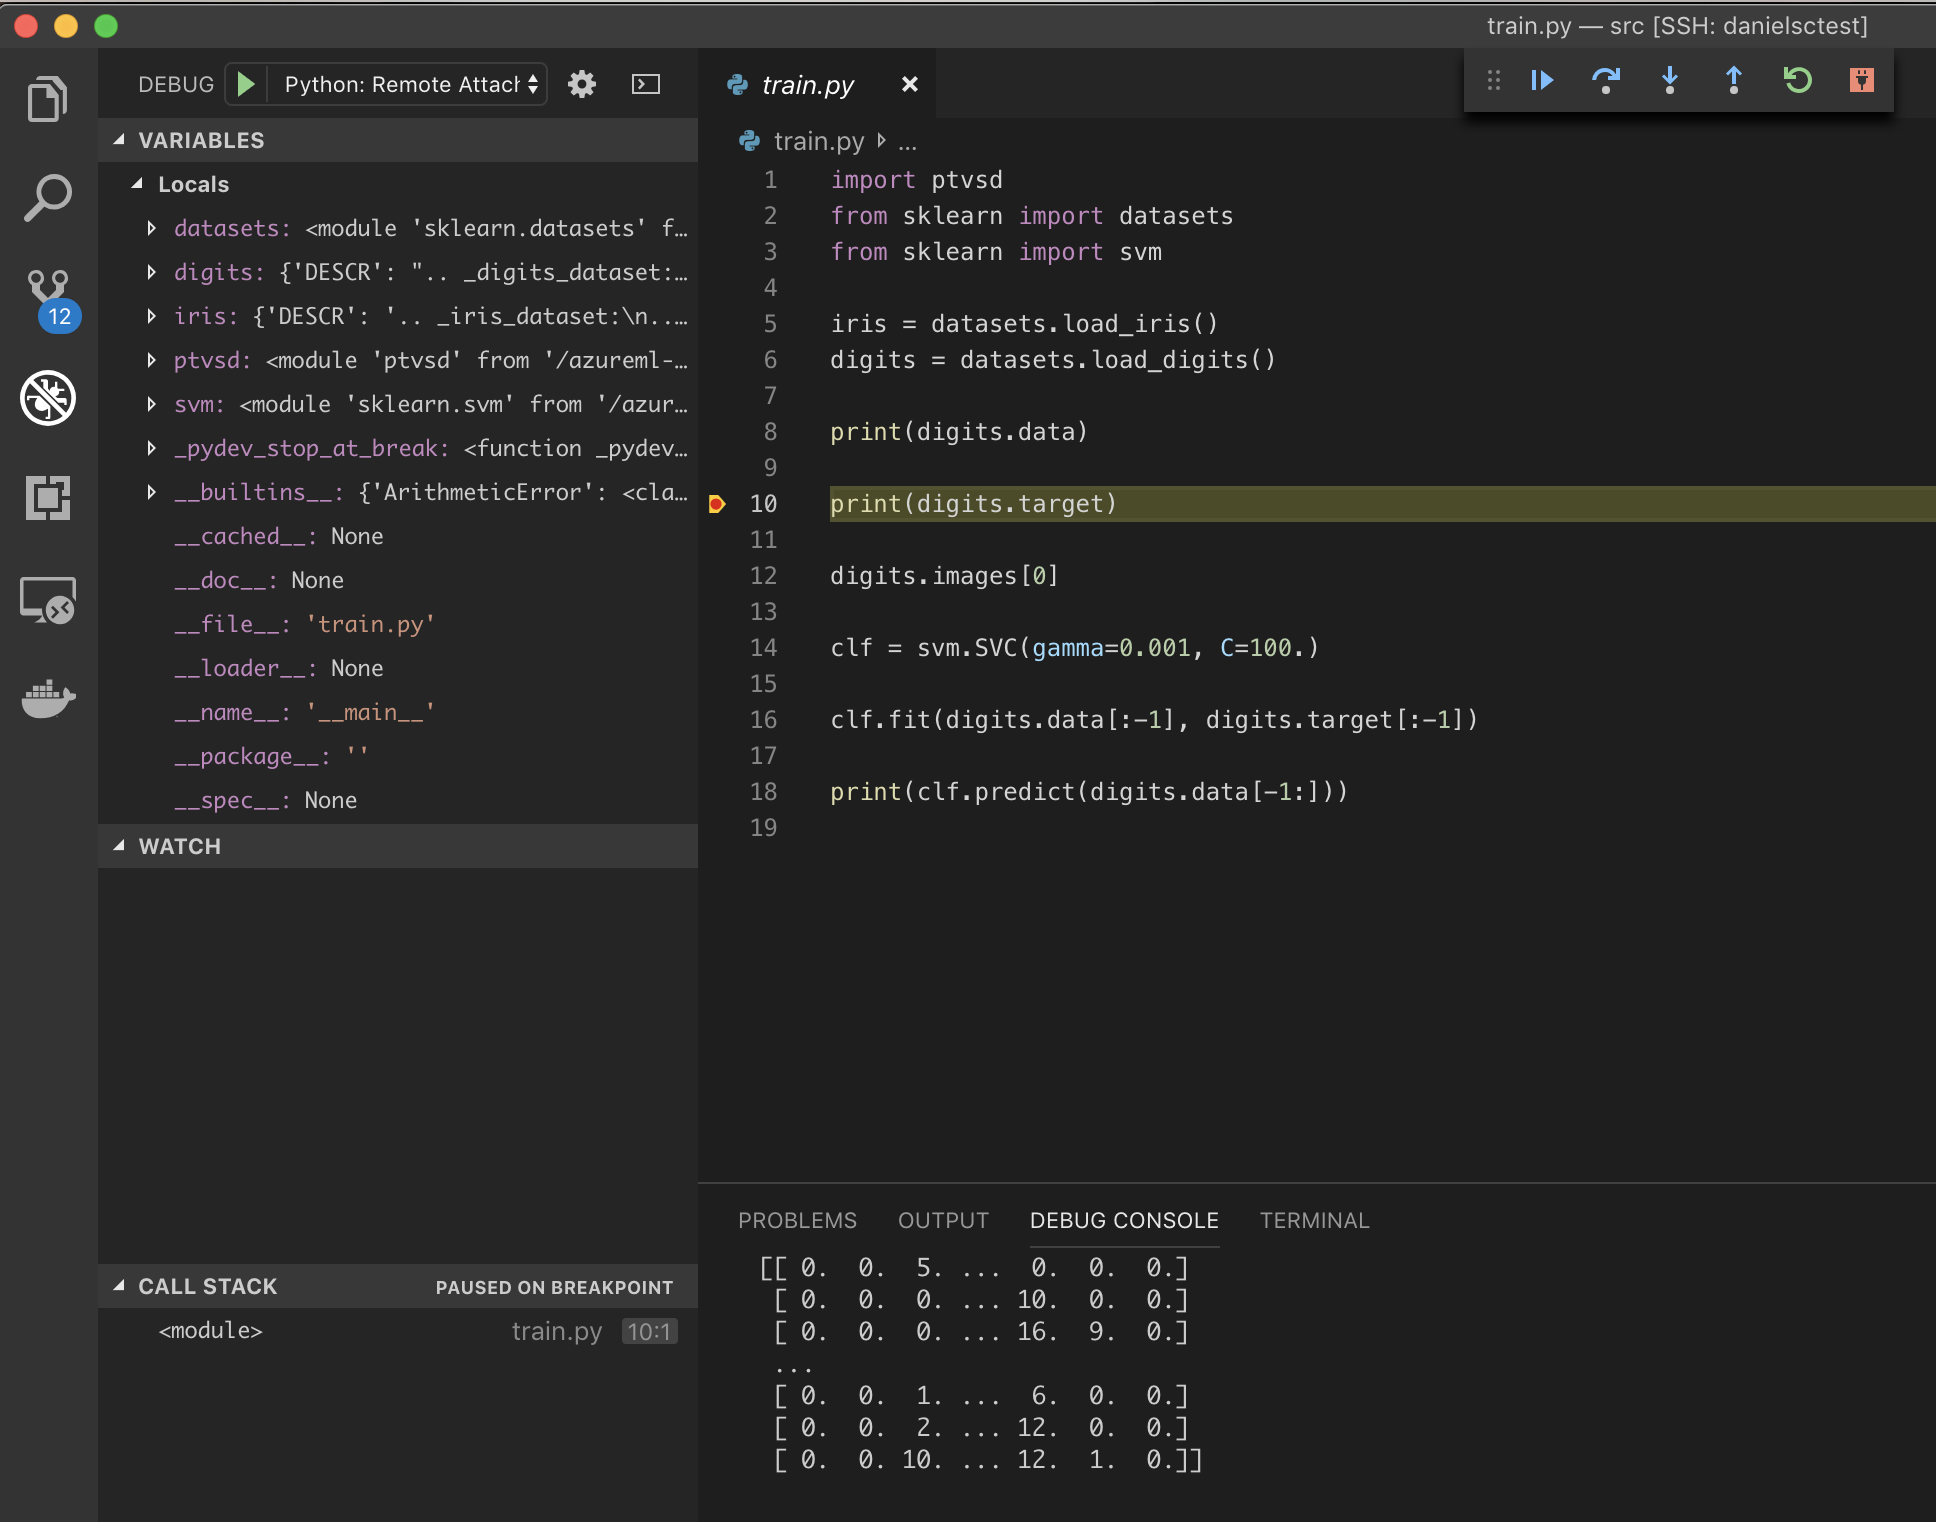 train.py — src [SSH: danielsctest]
DEBUG
Python: Remote Attacl
train.py
VARIABLES
Locals
datasets: <module 'sklearn.datasets' f…
digits: {'DESCR': ".. _digits_dataset:…
iris: {'DESCR': '.. _iris_dataset:\n..…
ptvsd: <module 'ptvsd' from '/azureml-…
svm: <module 'sklearn.svm' from '/azur…
_pydev_stop_at_break: <function _pydev…
__builtins__: {'ArithmeticError': <cla…
__cached__: None
__doc__: None
__file__: 'train.py'
__loader__: None
__name__: '__main__'
__package__: ''
__spec__: None
12
WATCH
CALL STACK
PAUSED ON BREAKPOINT
<module>
train.py 10:1
train.py ...
1 import ptvsd
2 from sklearn import datasets
3 from sklearn import svm
4
5 iris = datasets.load_iris()
6 digits = datasets.load_digits()
7
8 print(digits.data)
9
10 print(digits.target)
11
12 digits.images[0]
13
14 clf = svm.SVC(gamma=0.001, C=100.)
15
16 clf.fit(digits.data[:-1], digits.target[:-1])
17
18 print(clf.predict(digits.data[-1:]))
19
PROBLEMS OUTPUT DEBUG CONSOLE TERMINAL
[[ 0. 0. 5. ... 0. 0. 0.]
[ 0. 0. 0. ... 10. 0. 0.]
[ 0. 0. 0. ... 16. 9. 0.]
...
[ 0. 0. 1. ... 6. 0. 0.]
[ 0. 0. 2. ... 12. 0. 0.]
[ 0. 0. 10. ... 12. 1. 0.]]